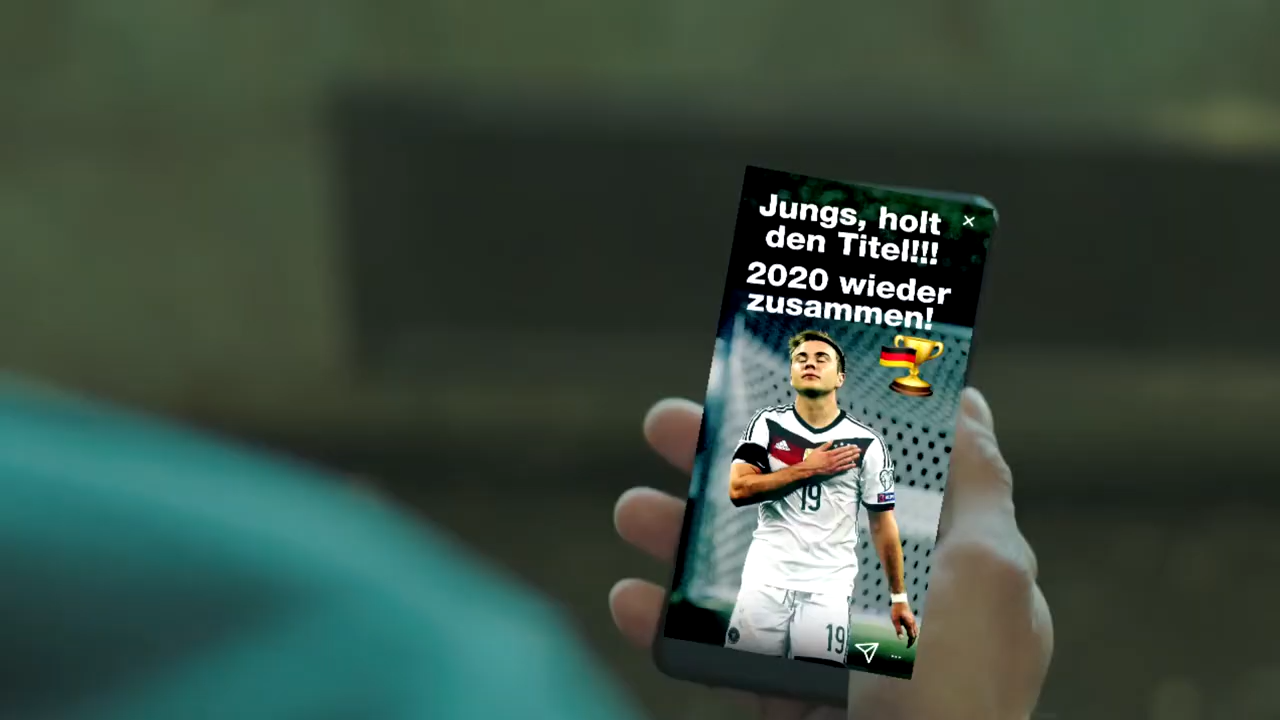 Jungs, holt
den Titel!!!
2020 wieder
zusammen!
19
19